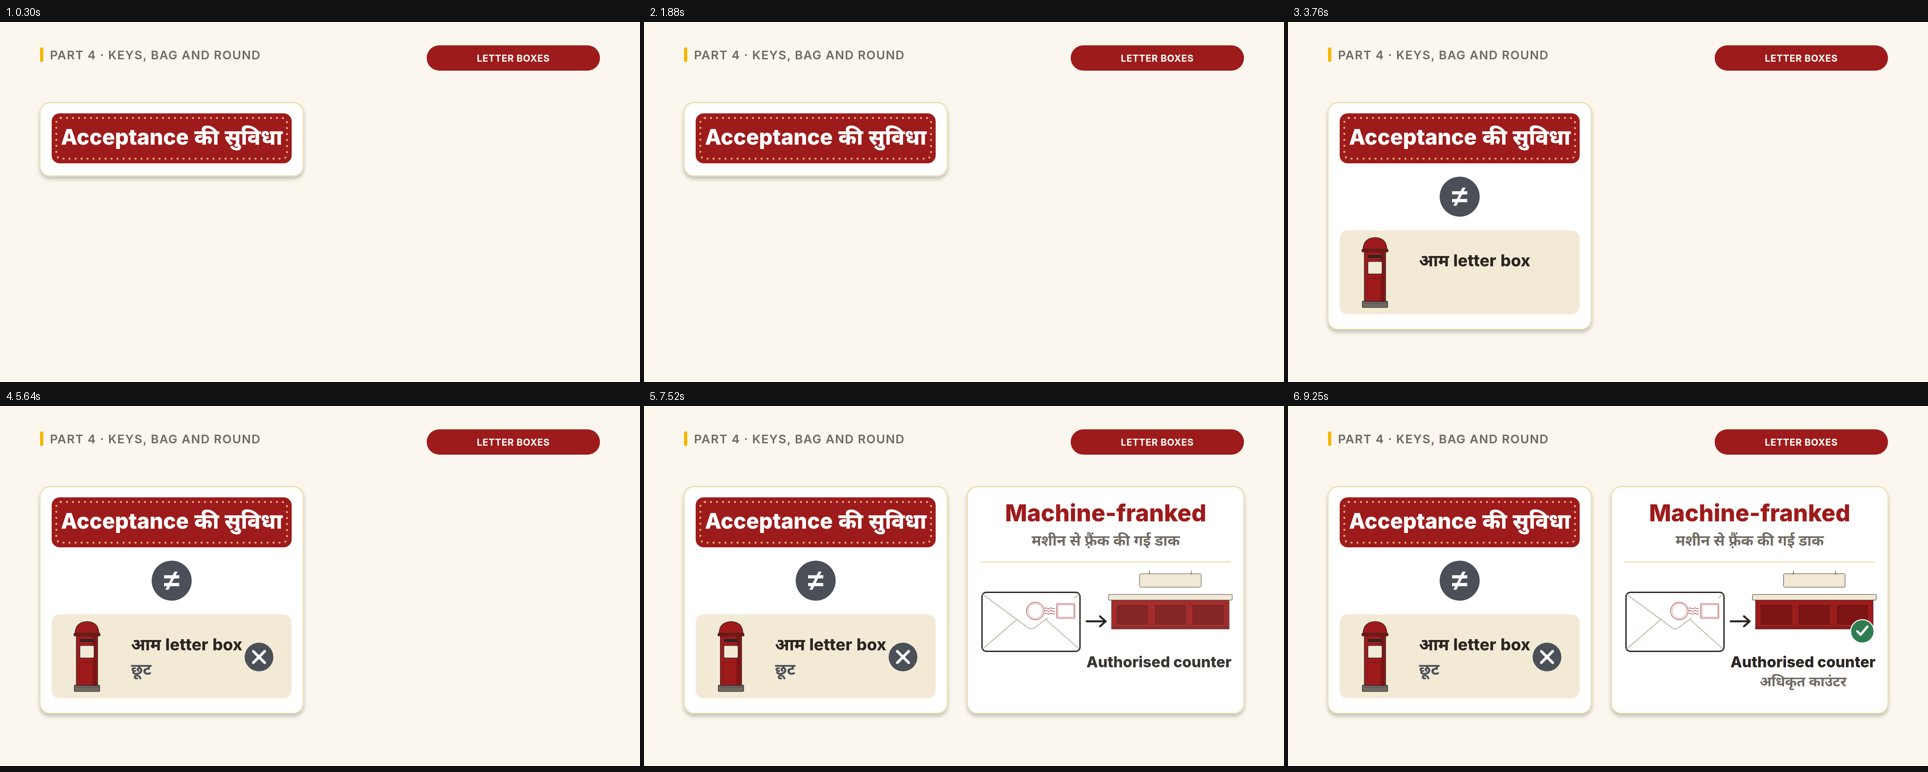 1. 0.30s
PART 4 · KEYS, BAG AND ROUND
LETTER BOXES
Acceptance की सुविधा
2. 1.88s
PART 4 · KEYS, BAG AND ROUND
LETTER BOXES
Acceptance की सुविधा
3. 3.76s
PART 4 · KEYS, BAG AND ROUND
LETTER BOXES
Acceptance की सुविधा
≠
आम letter box
4. 5.64s
PART 4 · KEYS, BAG AND ROUND
LETTER BOXES
Acceptance की सुविधा
≠
आम letter box
छूट
5. 7.52s
PART 4 · KEYS, BAG AND ROUND
LETTER BOXES
Acceptance की सुविधा
≠
आम letter box
छूट
Machine-franked
मशीन से फ़्रैंक की गई डाक
Authorised counter
6. 9.25s
PART 4 · KEYS, BAG AND ROUND
LETTER BOXES
Acceptance की सुविधा
≠
आम letter box
छूट
Machine-franked
मशीन से फ़्रैंक की गई डाक
Authorised counter
अधिकृत काउंटर